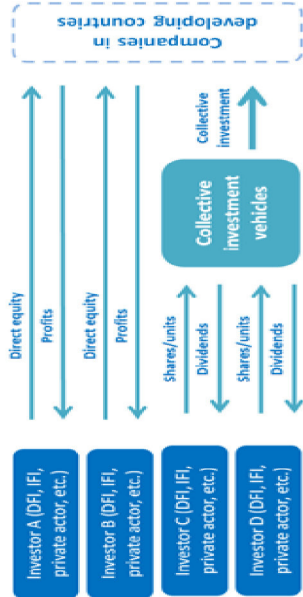 Investor A (DFI, IFI,
private actor, etc.)
Direct equity
Profits
Investor B (DFI, IFI,
private actor, etc.)
Direct equity
Profits
Investor C (DFI, IFI,
private actor, etc.)
Shares/units
Dividends
Investor D (DFI, IFI,
private actor, etc.)
Shares/units
Dividends
Collective
investment
vehicles
Collective
investment
Companies in
developing countries